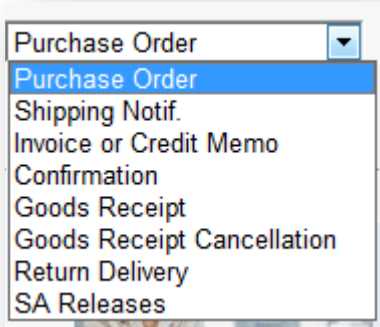 Purchase Order
Purchase Order
Shipping Notif.
Invoice or Credit Memo
Confirmation
Goods Receipt
Goods Receipt Cancellation
Return Delivery
SA Releases